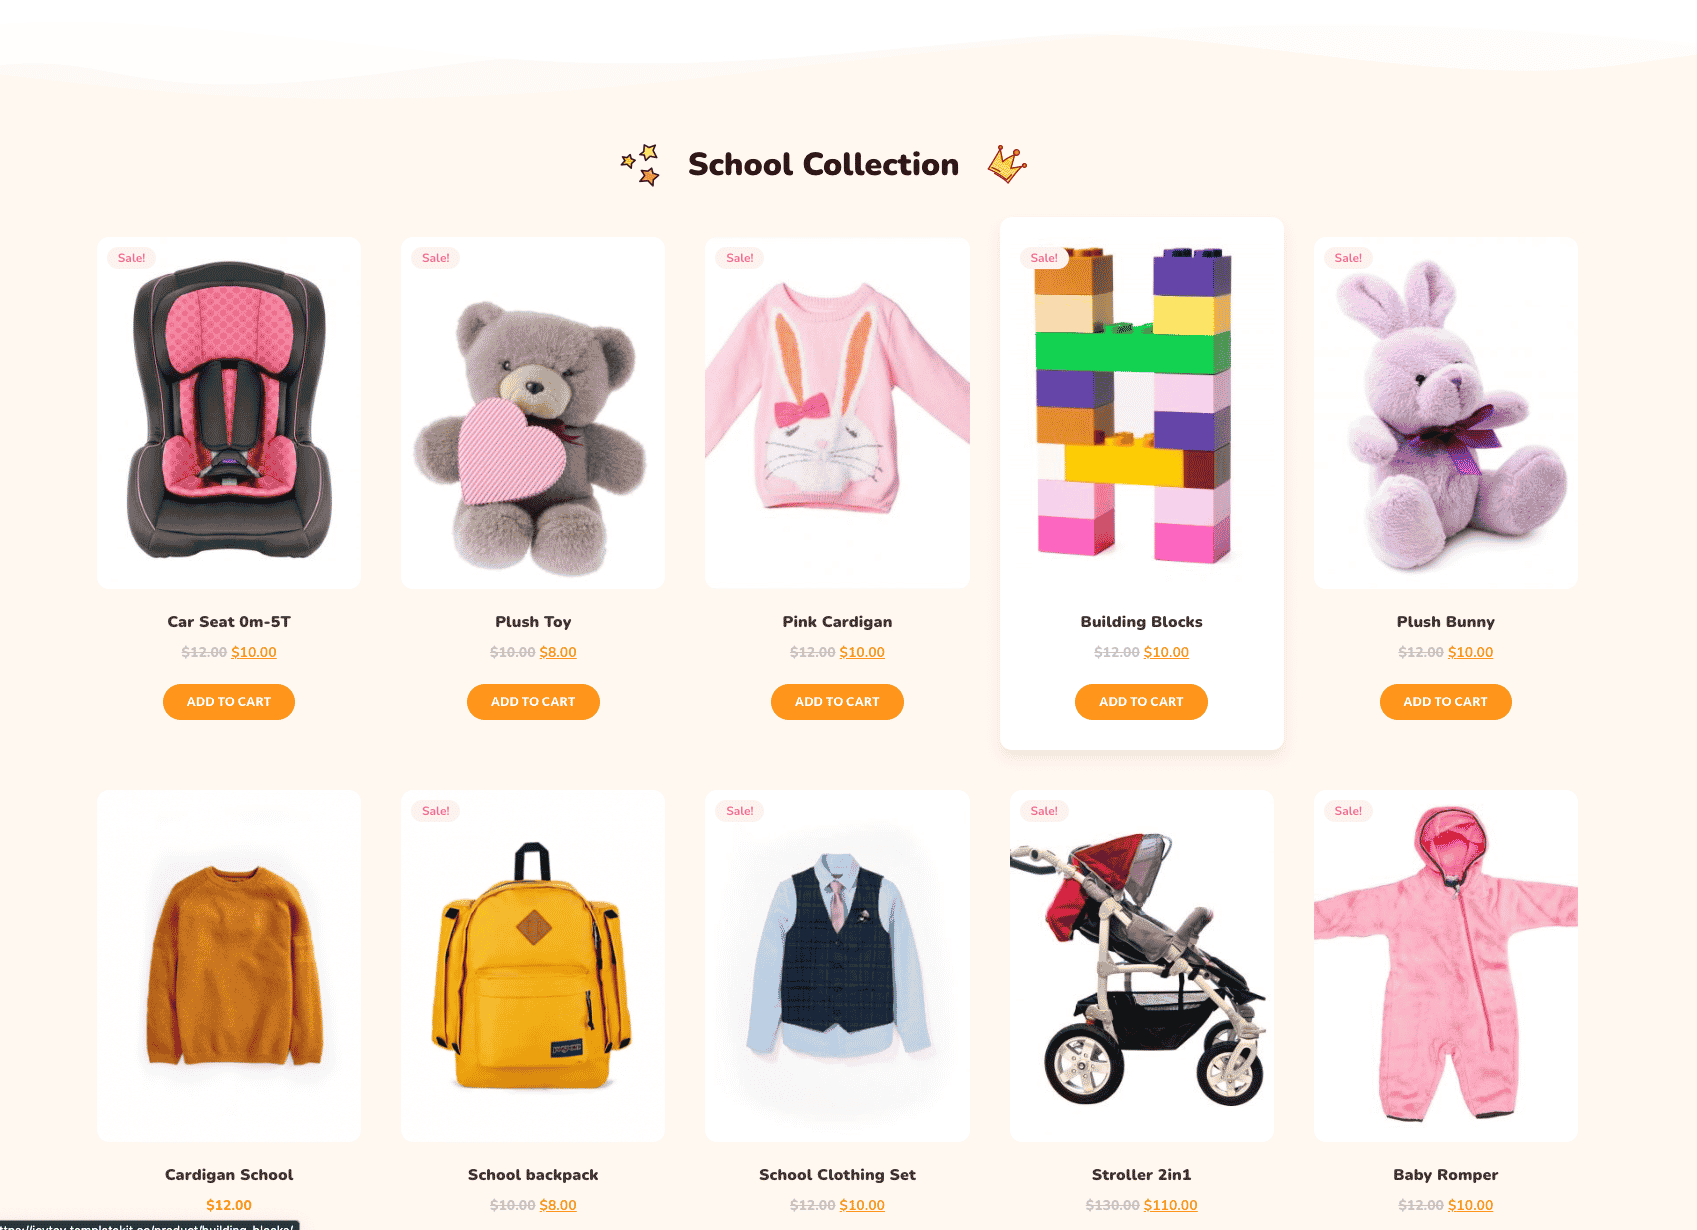 School Collection
Sale!
Sale!
Sale!
Sale!
Sale!
Car Seat 0m-5T
Plush Toy
Pink Cardigan
Building Blocks
Plush Bunny
$12.00 $10.00
$10.00 $8.00
$12.00 $10.00
$12.00 $10.00
$12.00 $10.00
ADD TO CART
ADD TO CART
ADD TO CART
ADD TO CART
ADD TO CART
Sale!
Sale!
Sale!
Sale!
Cardigan School
School backpack
School Clothing Set
Stroller 2in1
Baby Romper
$12.00
$10.00 $8.00
$12.00 $10.00
$130.00 $110.00
$12.00 $10.00